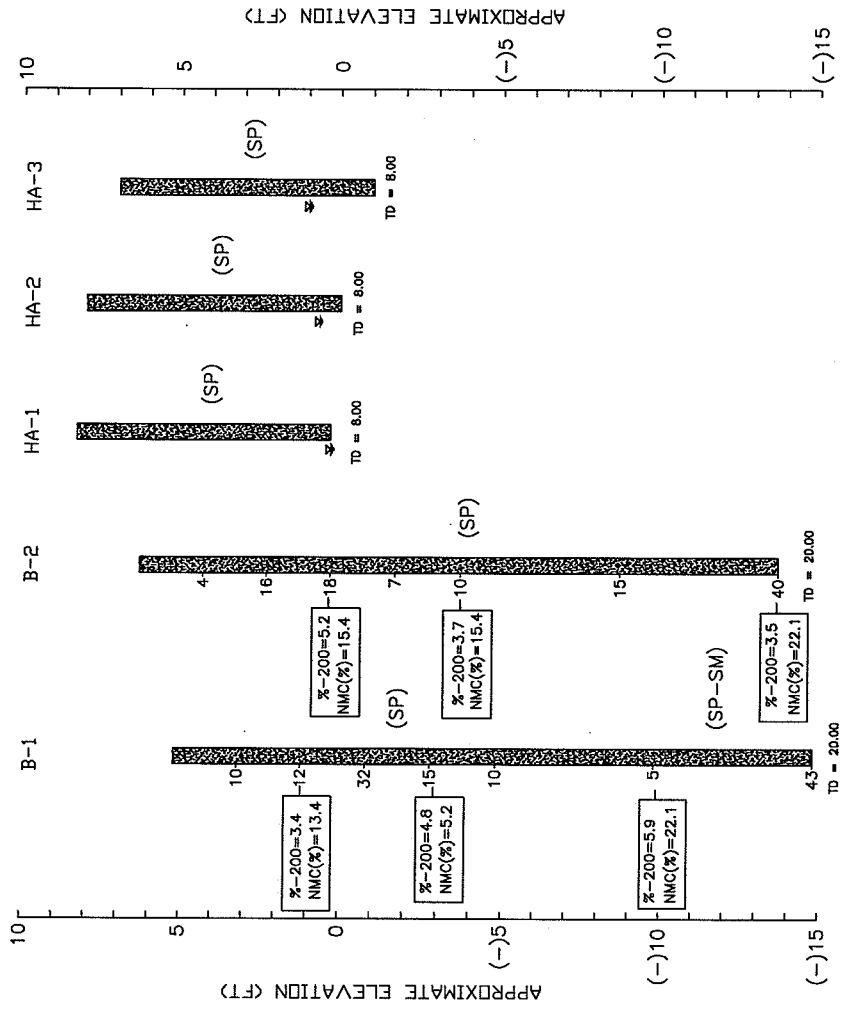 B-1
B-2
HA-1
HA-2
HA-3
APPROXIMATE ELEVATION (FT)
10
5
0
(-)5
(-)10
(-)15
10
12
32
15
10
5
43
%-200=3.4
NMC(%)=13.4
%-200=4.8
NMC(%)=5.2
%-200=5.9
NMC(%)=22.1
(SP)
(SP-SM)
TD = 20.00
4
16
18
7
10
15
40
%-200=5.2
NMC(%)=15.4
%-200=3.7
NMC(%)=15.4
%-200=3.5
NMC(%)=22.1
(SP)
TD = 20.00
(SP)
TD = 8.00
(SP)
TD = 8.00
(SP)
TD = 8.00
10
5
0
(-)5
(-)10
(-)15
APPROXIMATE ELEVATION (FT)